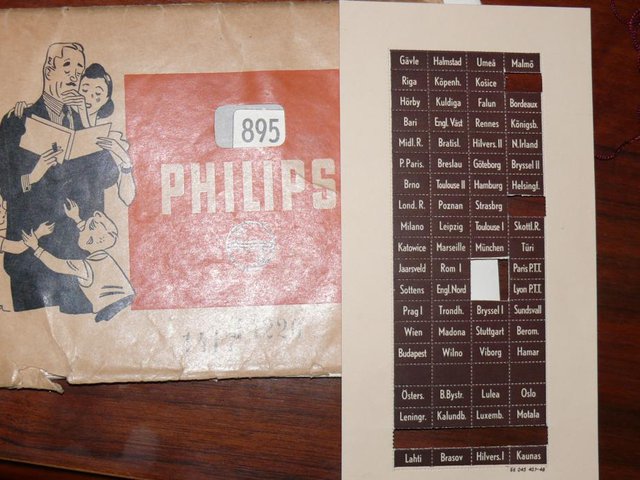 895
PHILIPS
Gävle Halmstad Umeå Malmö
Riga Köpenh. Košice
Hörby Kuldiga Falun Bordeaux
Bari Engl.Väst Rennes Königsb.
Midl.R. Bratisl. Hilvers.II N.Irland
P.Paris. Breslau Göteborg Bryssel II
Brno Toulouse II Hamburg Helsingf.
Lond.R. Poznan Strasbrg
Milano Leipzig Toulouse I Skottl.R.
Katowice Marseille München Türi
Jaarsveld Rom I Paris P.T.T.
Sottens Engl.Nord Lyon P.T.T.
Prag I Trondh. Bryssel I Sundsvall
Wien Madona Stuttgart Berom.
Budapest Wilno Viborg Hamar
Östers. B.Bystr. Lulea Oslo
Leningr. Kalundb. Luxemb. Motala
Lahti Brasov Hilvers.I Kaunas